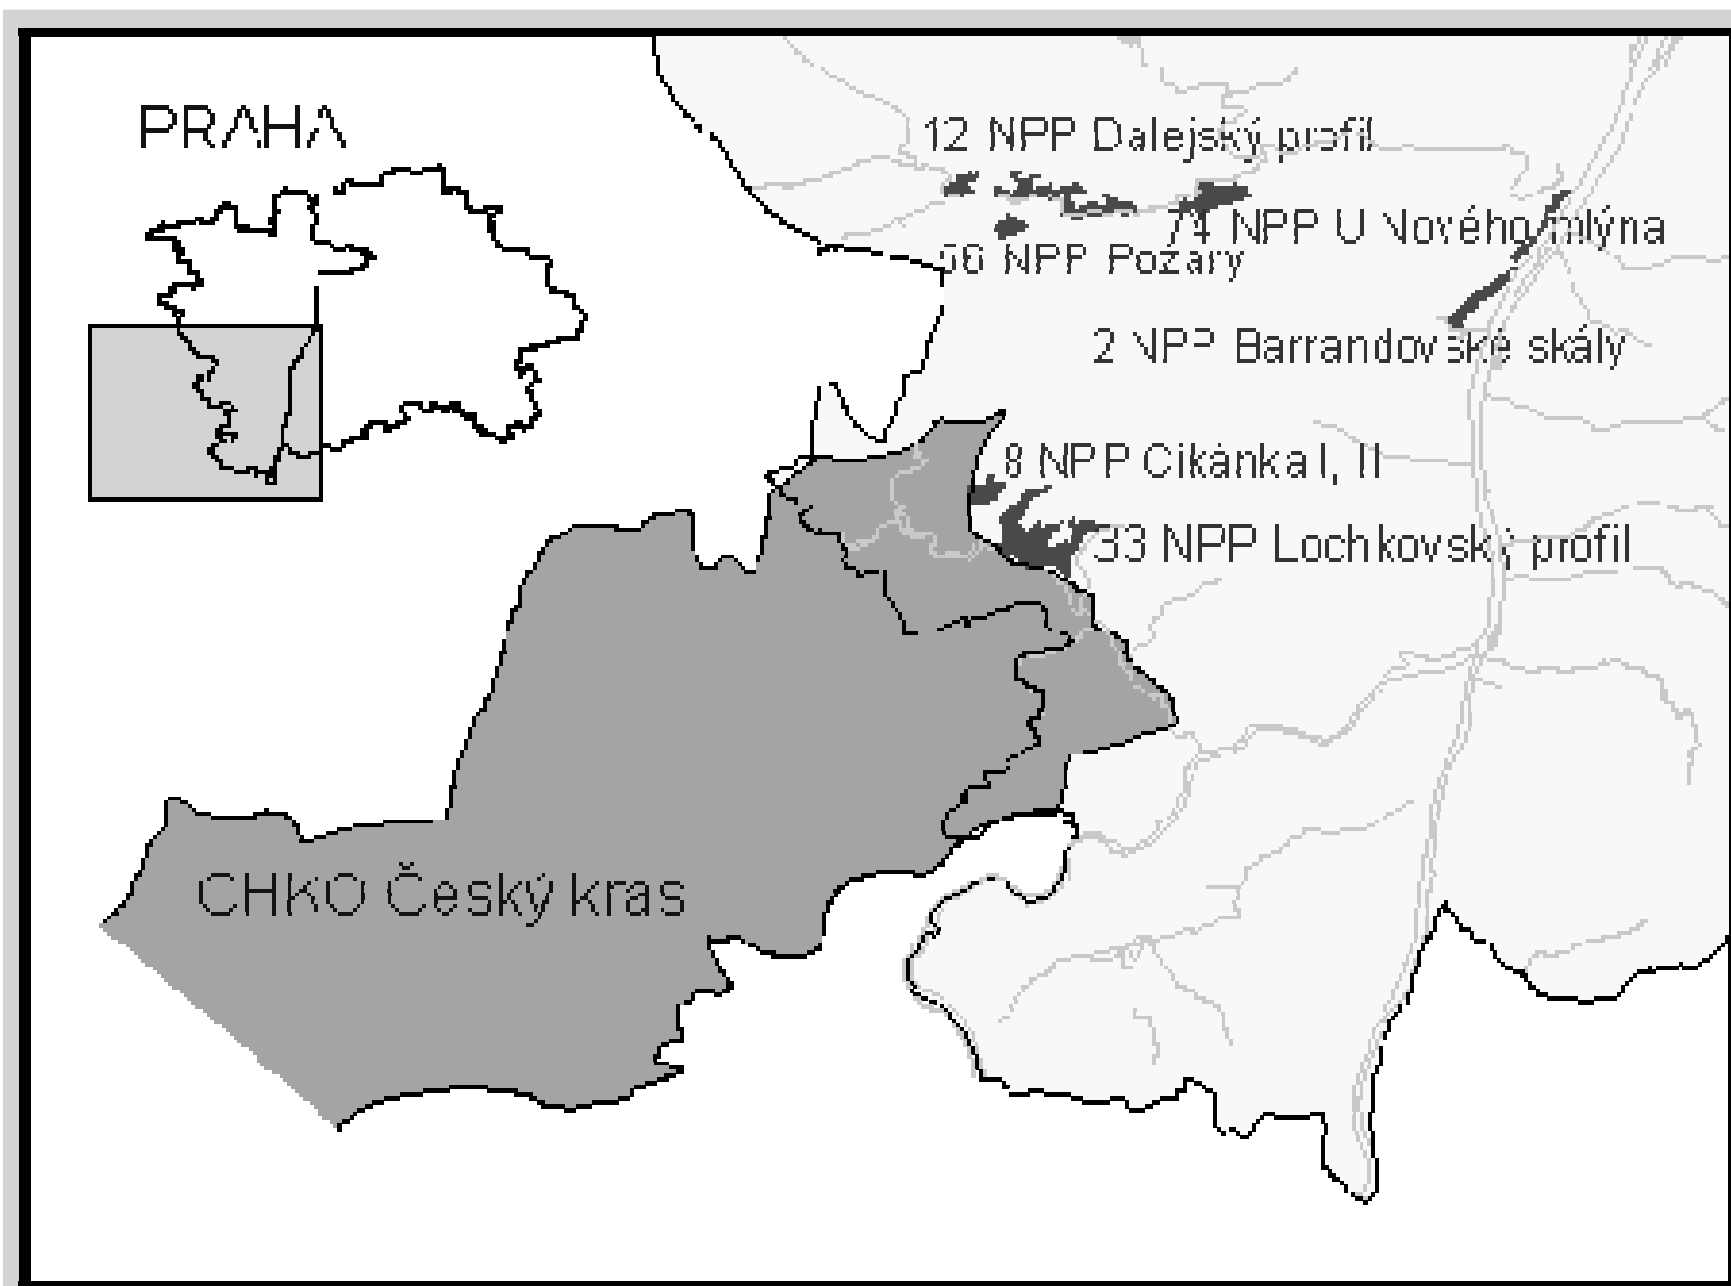 PRAHA
12 NPP Dalejský profil
74 NPP U Nového mlýna
56 NPP Požáry
2 NPP Barrandovské skály
8 NPP Cikánka I, II
33 NPP Lochkovský profil
CHKO Český kras